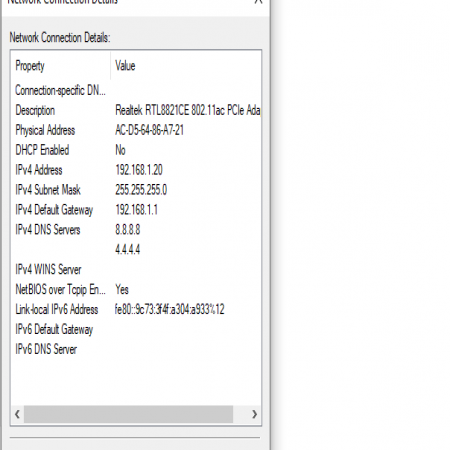 Network Connection Details
Network Connection Details:
Property Value
Connection-specific DN...
Description Realtek RTL8821CE 802.11ac PCIe Ada
Physical Address AC-D5-64-86-A7-21
DHCP Enabled No
IPv4 Address 192.168.1.20
IPv4 Subnet Mask 255.255.255.0
IPv4 Default Gateway 192.168.1.1
IPv4 DNS Servers 8.8.8.8
4.4.4.4
IPv4 WINS Server
NetBIOS over Tcpip En... Yes
Link-local IPv6 Address fe80::9c73:3f4f:a304:a933%12
IPv6 Default Gateway
IPv6 DNS Server